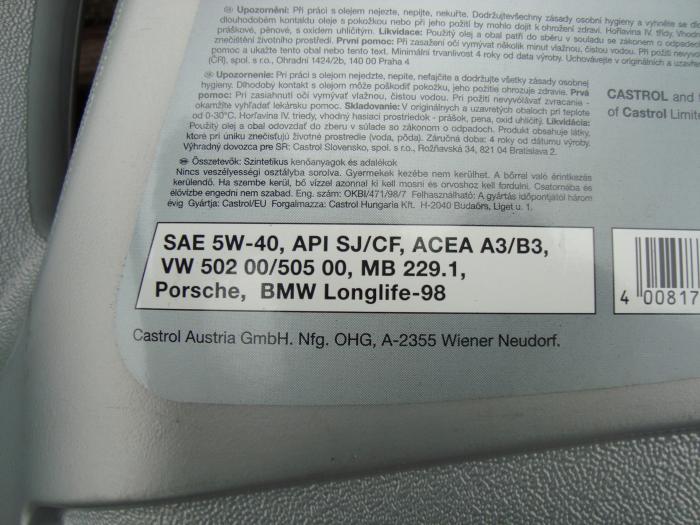 Upozornění: Při práci s olejem nejezte, nepijte, nekuřte. Dodržujtevšechny zásady osobní hygieny a vyhněte se
dlouhodobém kontaktu oleje s pokožkou nebo při jeho požití by mohlo dojít k ohrožení zdraví. Hořlavina IV. třídy,
práškové, pěnové, s oxidem uhličitým. Likvidace: Použitý olej a obal patří do sběru v souladu se zákonem o odpadech.
znečištění životního prostředí. První pomoc: Při zasažení očí vymývat několik minut vlažnou, čistou vodou. Při požití
pomoc a ukažte tento obal nebo tento text. Minimální trvanlivost 4 roky od data výroby. Uchovávejte v originálních a
(ČR), spol. s r.o., Ohradní 1424/2b, 140 00 Praha 4
Upozornenie: Pri práci s olejom nejedzte, nepite, nefajčite a dodržujte všetky zásady osobnej
hygieny. Dlhodobý kontakt s olejom môže poškodiť pokožku, jeho požitie ohrozuje zdravie. Prvá
pomoc: Pri zasiahnutí očí vymývať vlažnou, čistou vodou. Pri požití nevyvolávať zvracanie -
okamžite vyhľadať lekársku pomoc. Skladovanie: V originálnych a uzavretých obaloch pri teplote
od 0-30°C. Horľavina IV. triedy, vhodný hasiaci prostriedok - prášok, pena, oxid uhličitý. Likvidácia:
Použitý olej a obal odovzdať do zberu v súlade so zákonom o odpadoch. Produkt obsahuje látky,
ktoré pri úniku znečisťujú životné prostredie (voda, pôda). Záručná doba: 4 roky od dátumu výroby.
Výhradný dovozca pre SR: Castrol Slovensko, spol. s r.o., Rožňavská 34, 821 04 Bratislava 2.
CASTROL and
of Castrol Limite
Összetevők: Szintetikus kenőanyagok és adalékok
Nincs veszélyességi osztályba sorolva. Gyermekek kezébe nem kerülhet. A bőrrel való érintkezés
kerülendő. Ha szembe kerül, bő vízzel azonnal ki kell mosni és orvoshoz kell fordulni. Csatornába és
élővízbe engedni nem szabad. Eng. szám: OKBI/471/98/7 Felhasználható: A gyártás időpontjától három
évig Gyártja: Castrol/EU Forgalmazza: Castrol Hungaria Kft. H-2040 Budaörs, Liget u. 1.
SAE 5W-40, API SJ/CF, ACEA A3/B3,
VW 502 00/505 00, MB 229.1,
Porsche, BMW Longlife-98
4 00817
Castrol Austria GmbH. Nfg. OHG, A-2355 Wiener Neudorf.